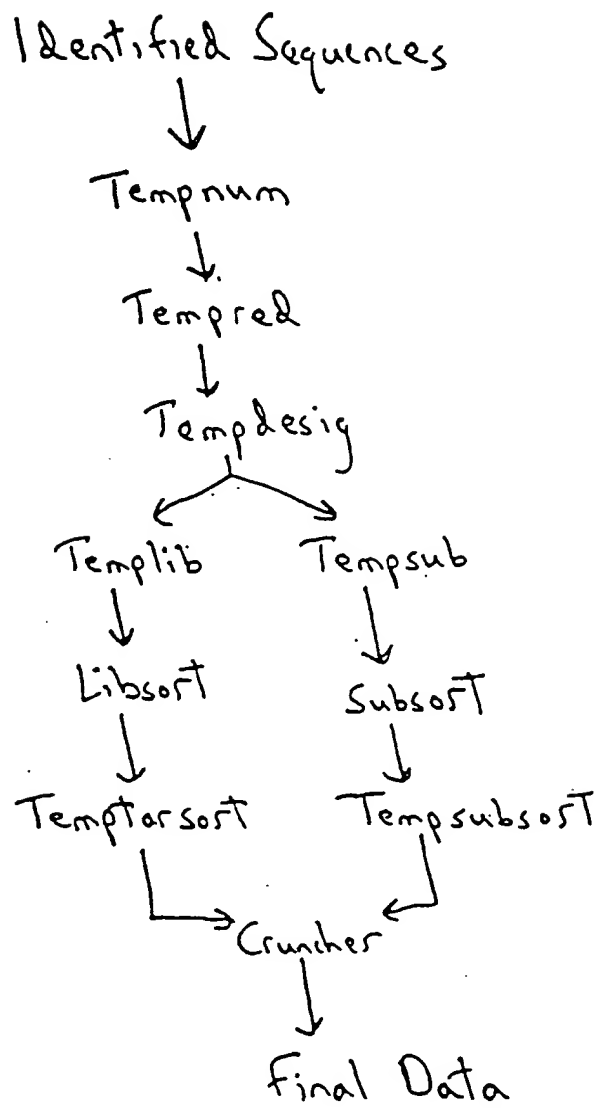 Identified Sequences
Tempnum
Tempred
Tempdesig
Templib Tempsub
Libsort Subsort
Temptarsort Tempsubsort
Cruncher
Final Data